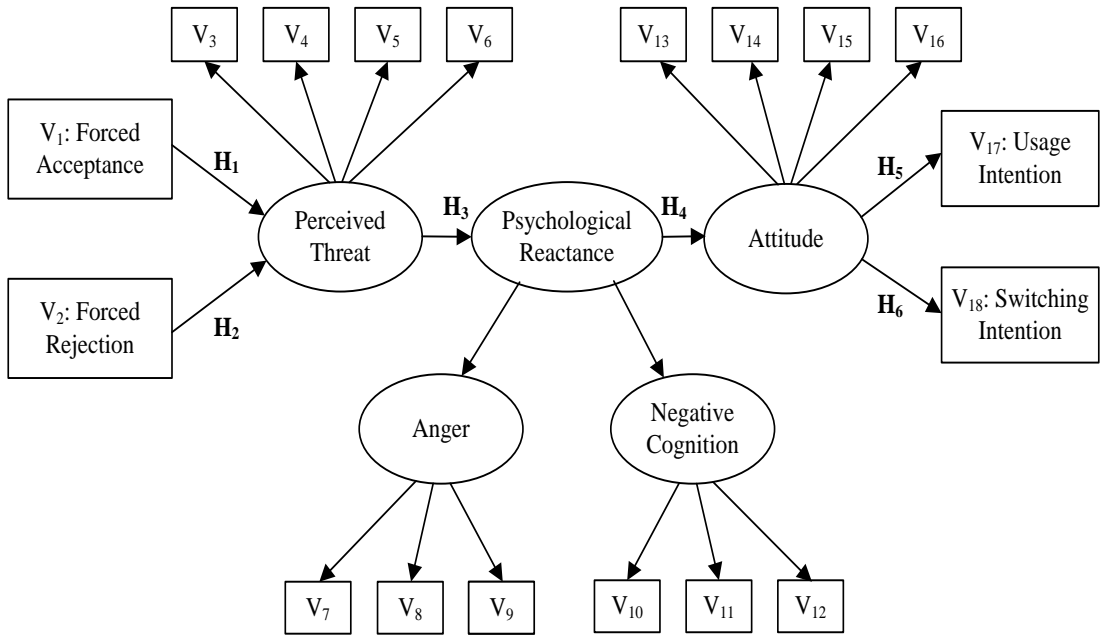 V₃
V₄
V₅
V₆
V₁₃
V₁₄
V₁₅
V₁₆
V₁: Forced
Acceptance
H₁
V₂: Forced
Rejection
H₂
Perceived
Threat
H₃
Psychological
Reactance
H₄
Attitude
H₅
V₁₇: Usage
Intention
H₆
V₁₈: Switching
Intention
Anger
Negative
Cognition
V₇
V₈
V₉
V₁₀
V₁₁
V₁₂